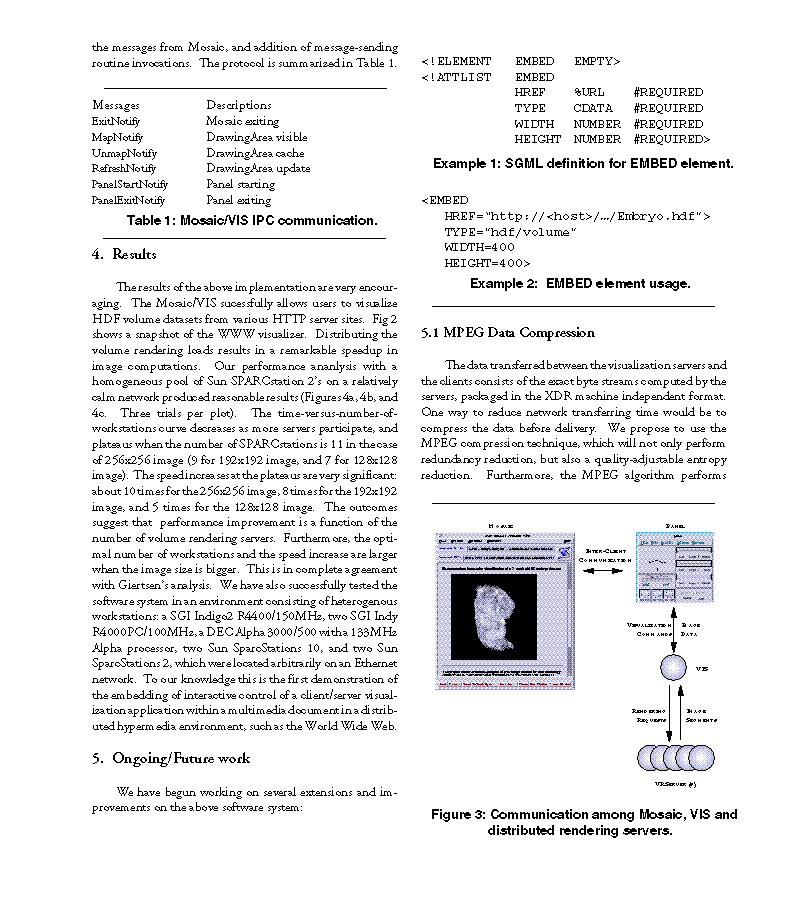 the messages from Mosaic, and addition of message-sending
routine invocations. The protocol is summarized in Table 1.
Messages Descriptions
ExitNotify Mosaic exiting
MapNotify DrawingArea visible
UnmapNotify DrawingArea cache
RefreshNotify DrawingArea update
PanelStartNotify Panel starting
PanelExitNotify Panel exiting
Table 1: Mosaic/VIS IPC communication.
4. Results
The results of the above implementation are very encour-
aging. The Mosaic/VIS sucessfully allows users to visualize
HDF volume datasets from various HTTP server sites. Fig 2
shows a snapshot of the WWW visualizer. Distributing the
volume rendering loads results in a remarkable speedup in
image computations. Our performance ananlysis with a
homogeneous pool of Sun SPARCstation 2's on a relatively
calm network produced reasonable results (Figures 4a, 4b, and
4c. Three trials per plot). The time-versus-number-of-
workstations curve decreases as more servers participate, and
plateaus when the number of SPARCstations is 11 in the case
of 256x256 image (9 for 192x192 image, and 7 for 128x128
image). The speed increases at the plateaus are very significant:
about 10 times for the 256x256 image, 8 times for the 192x192
image, and 5 times for the 128x128 image. The outcomes
suggest that performance improvement is a function of the
number of volume rendering servers. Furthermore, the opti-
mal number of workstations and the speed increase are larger
when the image size is bigger. This is in complete agreement
with Giertsen's analysis. We have also successfully tested the
software system in an environment consisting of heterogenous
workstations: a SGI Indigo2 R4400/150MHz, two SGI Indy
R4000PC/100MHz, a DEC Alpha 3000/500 with a 133MHz
Alpha processor, two Sun SparcStations 10, and two Sun
SparcStations 2, which were located arbitrarily on an Ethernet
network. To our knowledge this is the first demonstration of
the embedding of interactive control of a client/server visual-
ization application within a multimedia document in a distrib-
uted hypermedia environment, such as the World Wide Web.
5. Ongoing/Future work
We have begun working on several extensions and im-
provements on the above software system:
<!ELEMENT EMBED EMPTY>
<!ATTLIST EMBED
HREF %URL #REQUIRED
TYPE CDATA #REQUIRED
WIDTH NUMBER #REQUIRED
HEIGHT NUMBER #REQUIRED>
Example 1: SGML definition for EMBED element.
<EMBED
HREF="http://<host>/…/Embryo.hdf">
TYPE="hdf/volume"
WIDTH=400
HEIGHT=400>
Example 2: EMBED element usage.
5.1 MPEG Data Compression
The data transferred between the visualization servers and
the clients consists of the exact byte streams computed by the
servers, packaged in the XDR machine independent format.
One way to reduce network transferring time would be to
compress the data before delivery. We propose to use the
MPEG compression technique, which will not only perform
redundancy reduction, but also a quality-adjustable entropy
reduction. Furthermore, the MPEG algorithm performs
MOSAIC
PANEL
INTER-CLIENT
COMMUNICATION
VISUALIZATION IMAGE
COMMANDS DATA
VIS
RENDERING IMAGE
REQUESTS SEGMENTS
VRSERVER (#)
Figure 3: Communication among Mosaic, VIS and
distributed rendering servers.